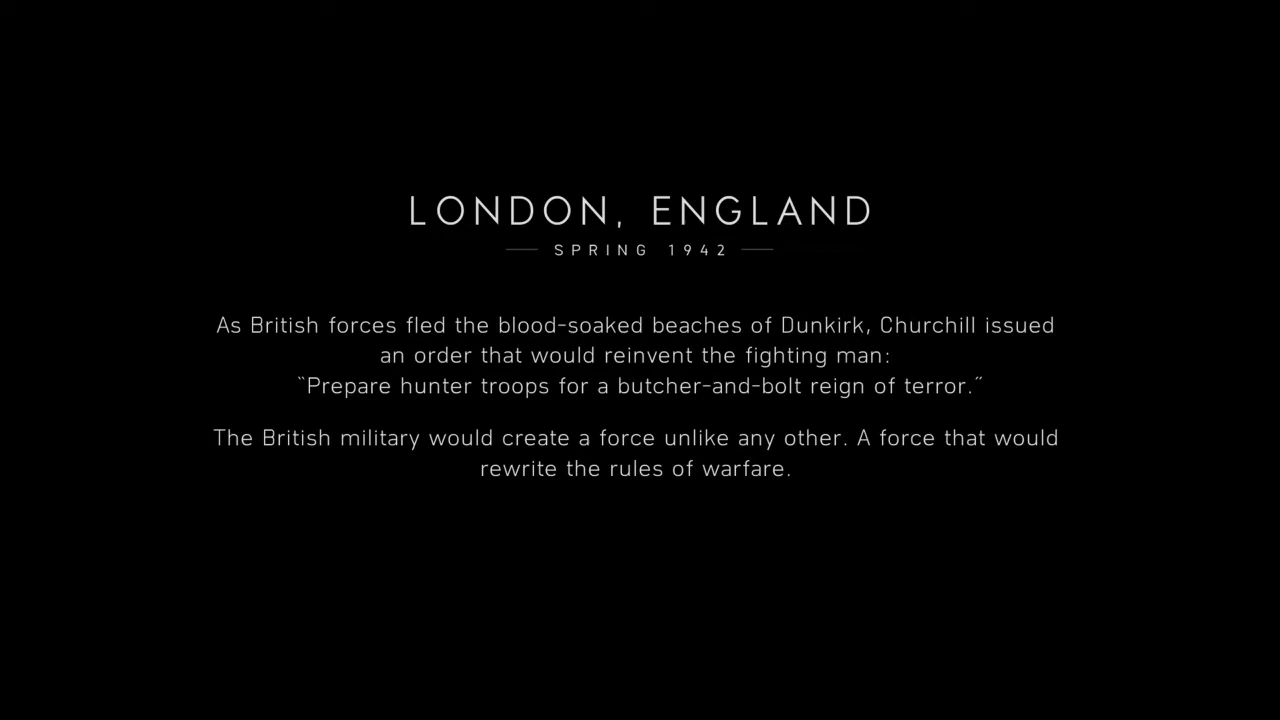 LONDON, ENGLAND
SPRING 1942
As British forces fled the blood-soaked beaches of Dunkirk, Churchill issued
an order that would reinvent the fighting man:
“Prepare hunter troops for a butcher-and-bolt reign of terror.”
The British military would create a force unlike any other. A force that would
rewrite the rules of warfare.